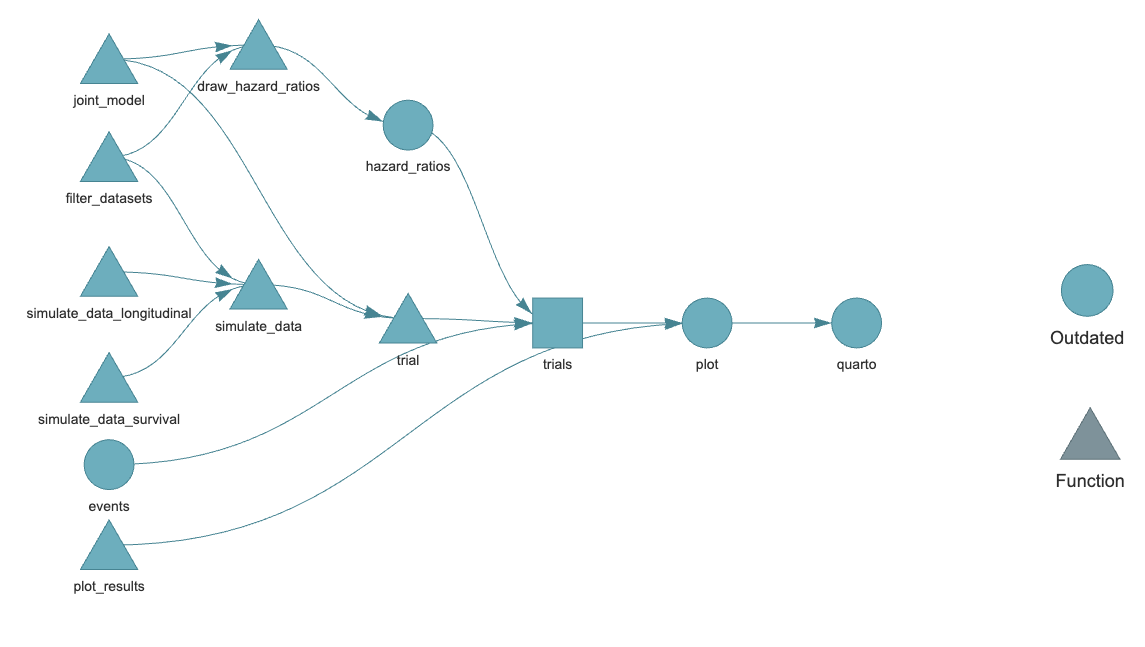 joint_model
draw_hazard_ratios
hazard_ratios
filter_datasets
simulate_data_longitudinal
simulate_data
trial
trials
plot
quarto
simulate_data_survival
events
plot_results
Outdated
Function